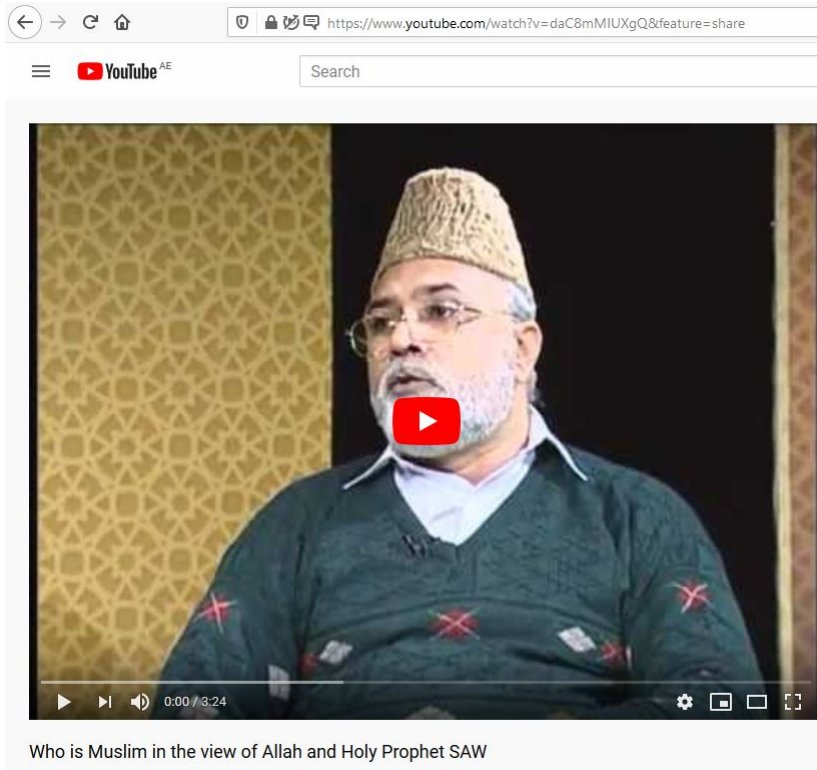 https://www.youtube.com/watch?v=daC8mMIUXgQ&feature=share
YouTube AE
Search
0:00 / 3:24
Who is Muslim in the view of Allah and Holy Prophet SAW